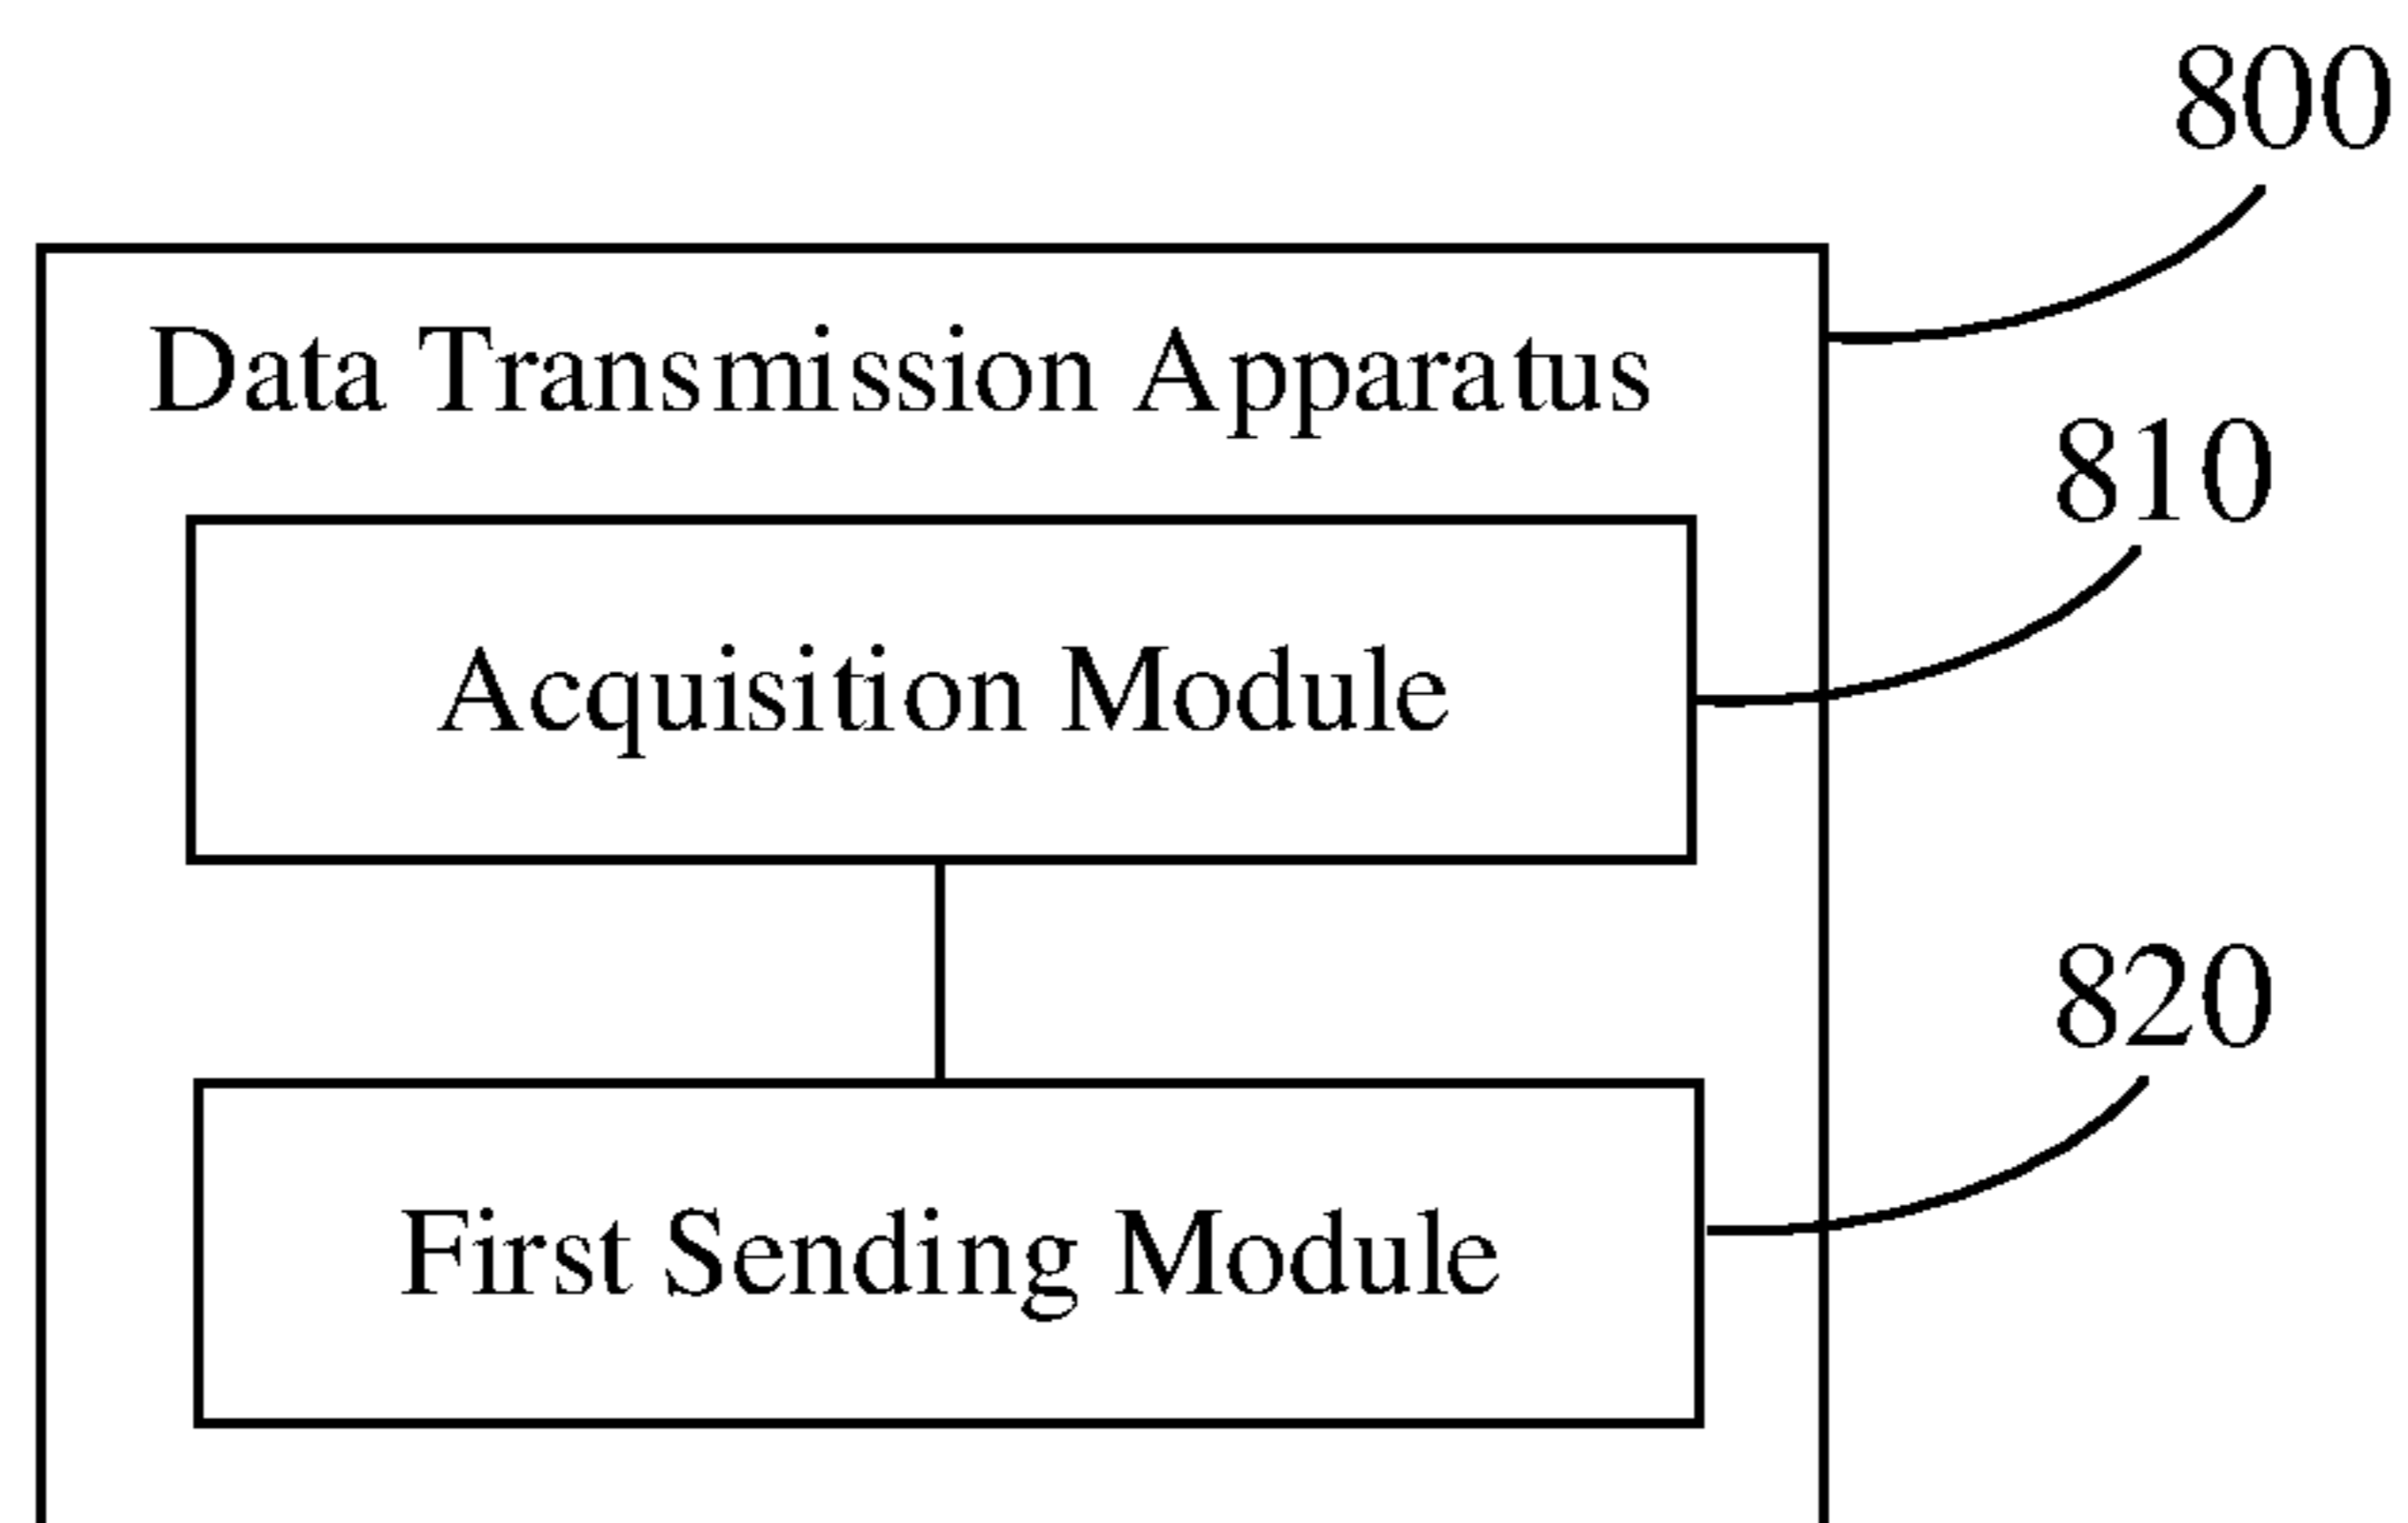 800
Data Transmission Apparatus
810
Acquisition Module
820
First Sending Module